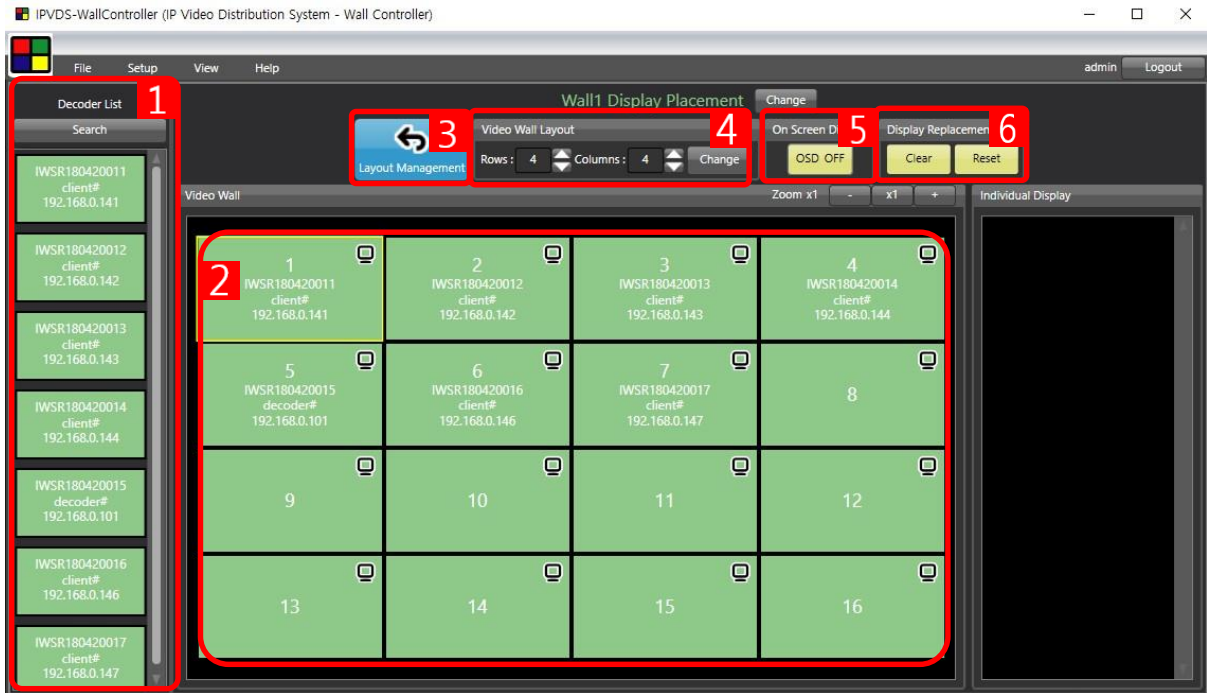 IPVDS-WallController (IP Video Distribution System - Wall Controller)
File Setup View Help admin Logout
Decoder List
1
Search
IWSR180420011
client#
192.168.0.141
IWSR180420012
client#
192.168.0.142
IWSR180420013
client#
192.168.0.143
IWSR180420014
client#
192.168.0.144
IWSR180420015
decoder#
192.168.0.101
IWSR180420016
client#
192.168.0.146
IWSR180420017
client#
192.168.0.147
Wall1 Display Placement Change
3
Layout Management
Video Wall Layout 4
Rows : 4 Columns : 4 Change
On Screen Di 5
OSD OFF
Display Replacemen 6
Clear Reset
Video Wall Zoom x1 - x1 +
2
1
IWSR180420011
client#
192.168.0.141
2
IWSR180420012
client#
192.168.0.142
3
IWSR180420013
client#
192.168.0.143
4
IWSR180420014
client#
192.168.0.144
5
IWSR180420015
decoder#
192.168.0.101
6
IWSR180420016
client#
192.168.0.146
7
IWSR180420017
client#
192.168.0.147
8
9
10
11
12
13
14
15
16
Individual Display